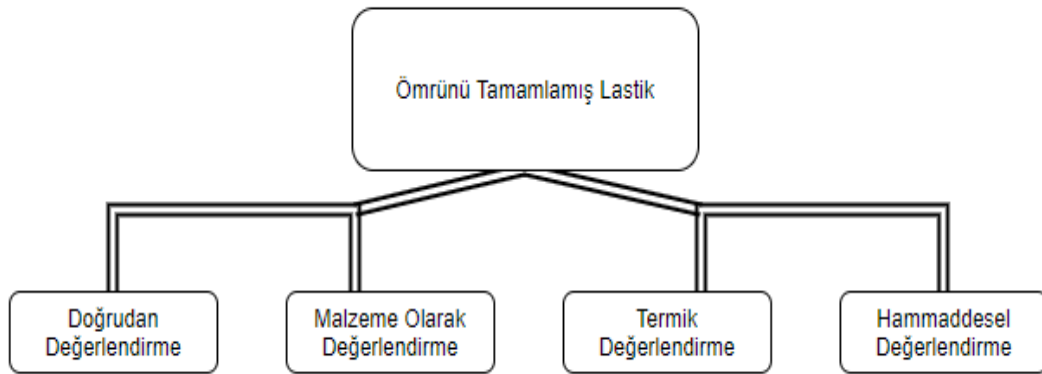 Ömrünü Tamamlamış Lastik
Doğrudan
Değerlendirme
Malzeme Olarak
Değerlendirme
Termik
Değerlendirme
Hammaddesel
Değerlendirme